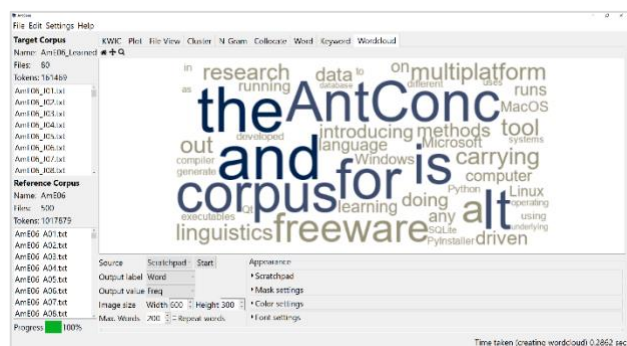 AntConc
File Edit Settings Help
Target Corpus
Name: AmE06_Learned
Files: 80
Tokens: 161469
AmE06_J01.txt
AmE06_J02.txt
AmE06_J03.txt
AmE06_J04.txt
AmE06_J05.txt
AmE06_J06.txt
AmE06_J07.txt
AmE06_J08.txt
Reference Corpus
Name: AmE06
Files: 500
Tokens: 1017879
AmE06_A01.txt
AmE06_A02.txt
AmE06_A03.txt
AmE06_A04.txt
AmE06_A05.txt
AmE06_A06.txt
AmE06_A07.txt
AmE06_A08.txt
Progress 100%
KWIC Plot File View Cluster N-Gram Collocate Word Keyword Wordcloud
in research data to on multiplatform
as running database different uses runs
the AntConc MacOS
introducing methods tool
out developed language Microsoft systems
compiler and Windows is carrying
generate for computer
corpus Python Linux
executables Qt learning doing any alt operating
using
SQLite underlying
linguistics freeware PyInstaller driven
Source Scratchpad Start
Output label Word
Output value Freq
Image size Width 600 Height 300
Max. Words 200 Repeat words
Appearance
Scratchpad
Mask settings
Color settings
Font settings
Time taken (creating wordcloud) 0.2862 sec